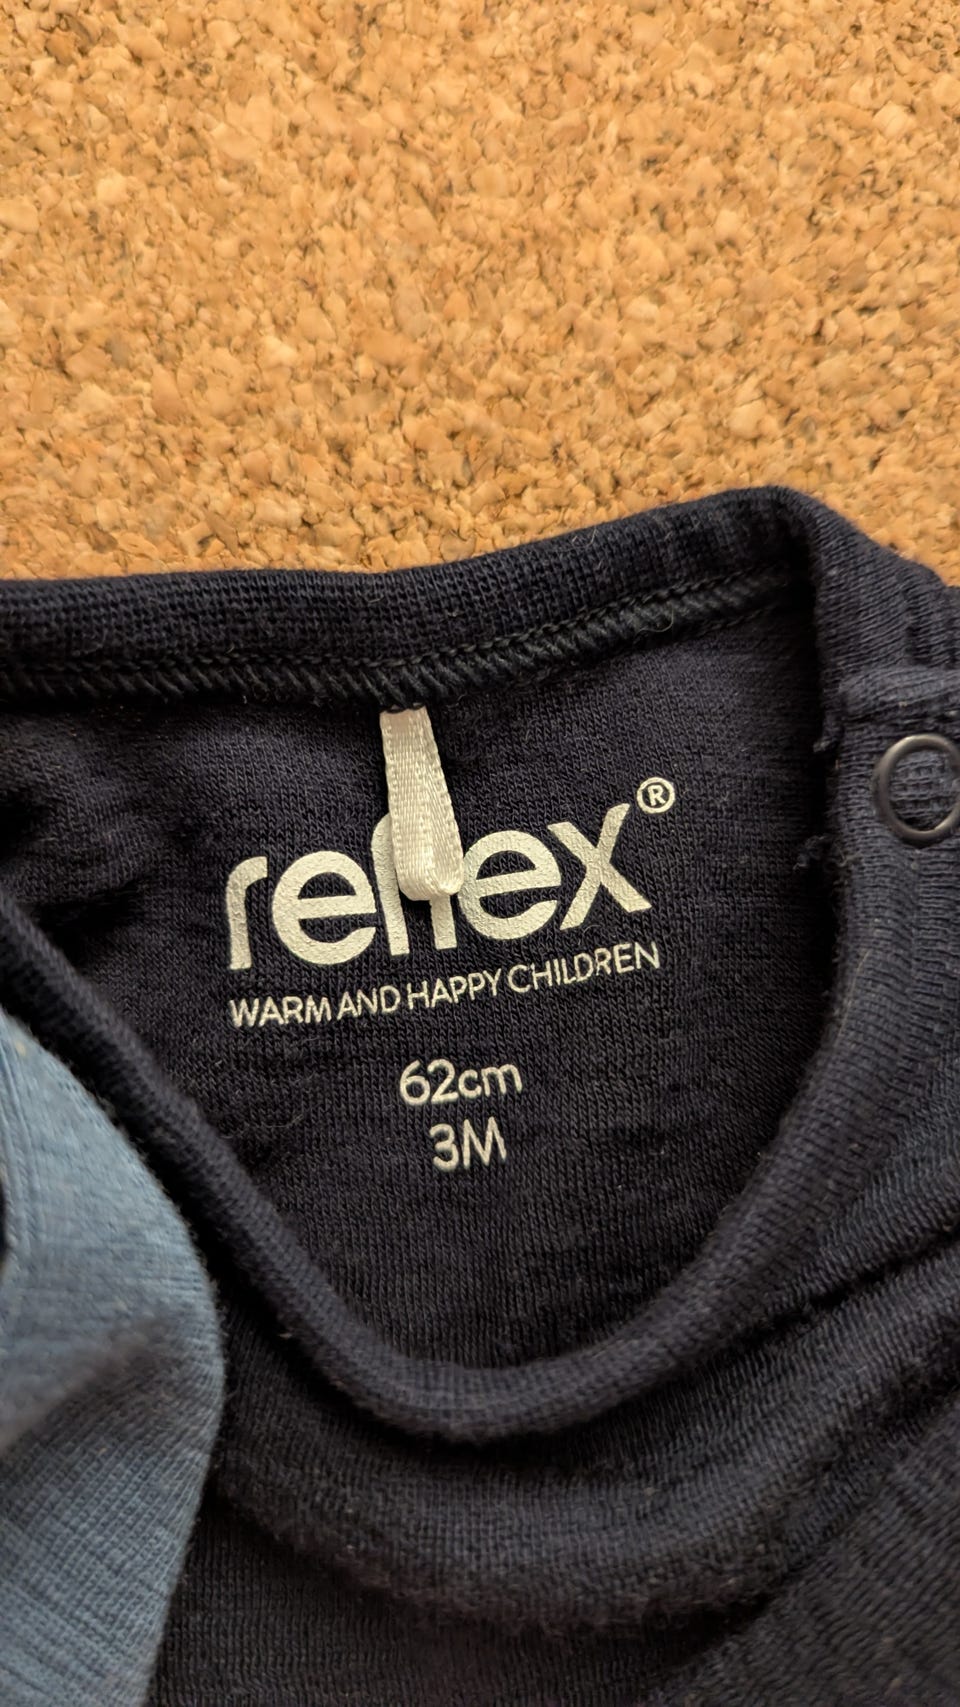 reflex®
WARM AND HAPPY CHILDREN
62cm
3M